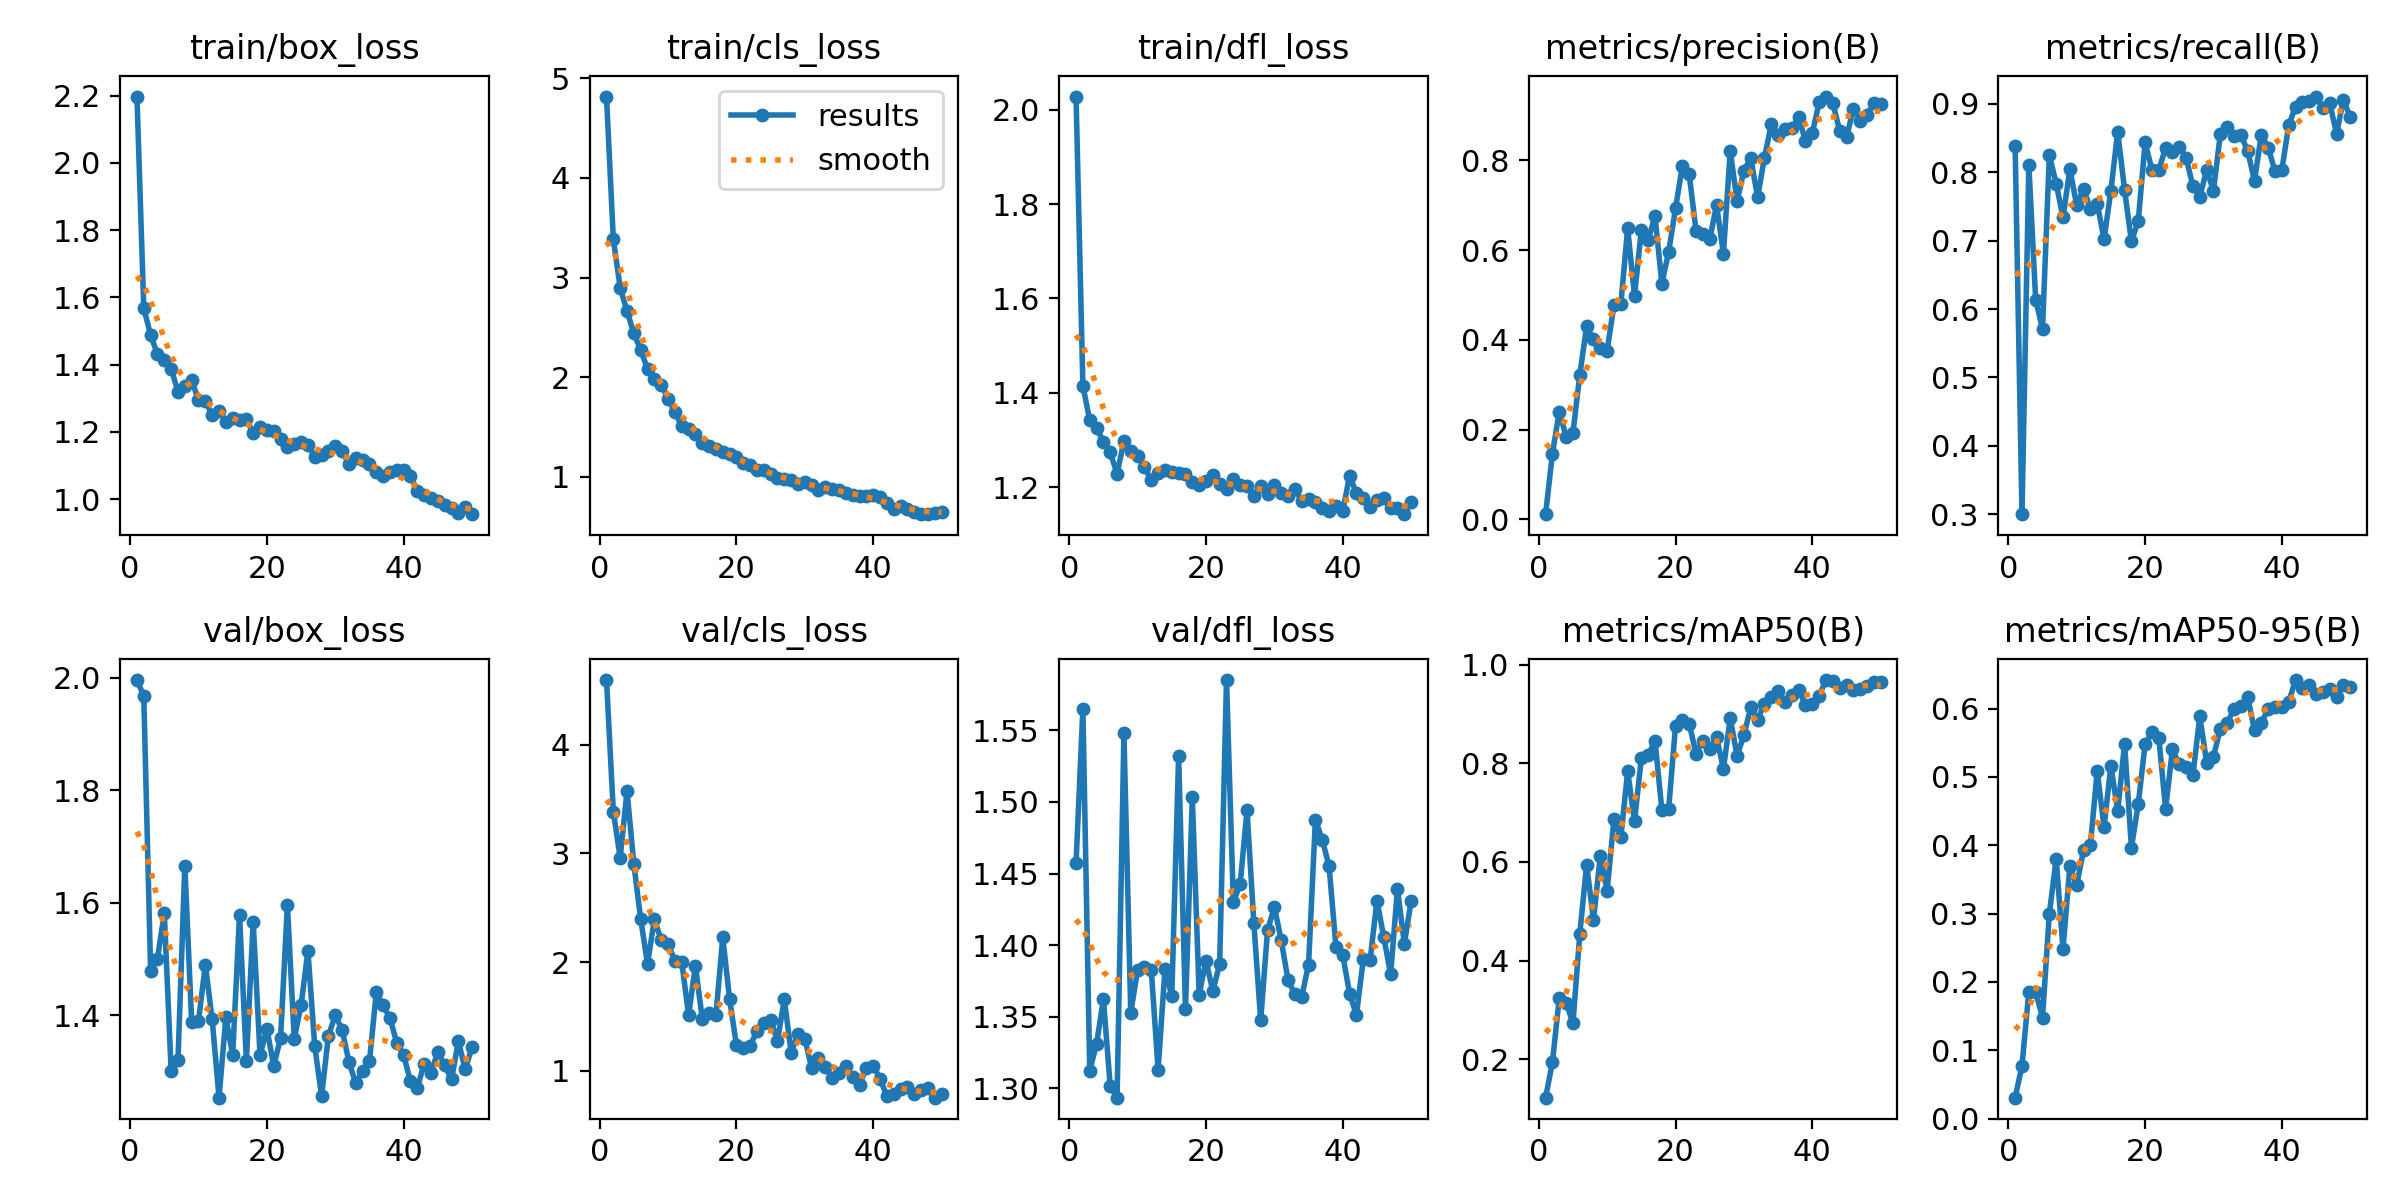 train/box_loss
2.2
2.0
1.8
1.6
1.4
1.2
1.0
0 20 40
train/cls_loss
results
smooth
5
4
3
2
1
0 20 40
train/dfl_loss
2.0
1.8
1.6
1.4
1.2
0 20 40
metrics/precision(B)
0.8
0.6
0.4
0.2
0.0
0 20 40
metrics/recall(B)
0.9
0.8
0.7
0.6
0.5
0.4
0.3
0 20 40
val/box_loss
2.0
1.8
1.6
1.4
0 20 40
val/cls_loss
4
3
2
1
0 20 40
val/dfl_loss
1.55
1.50
1.45
1.40
1.35
1.30
0 20 40
metrics/mAP50(B)
1.0
0.8
0.6
0.4
0.2
0 20 40
metrics/mAP50-95(B)
0.6
0.5
0.4
0.3
0.2
0.1
0.0
0 20 40